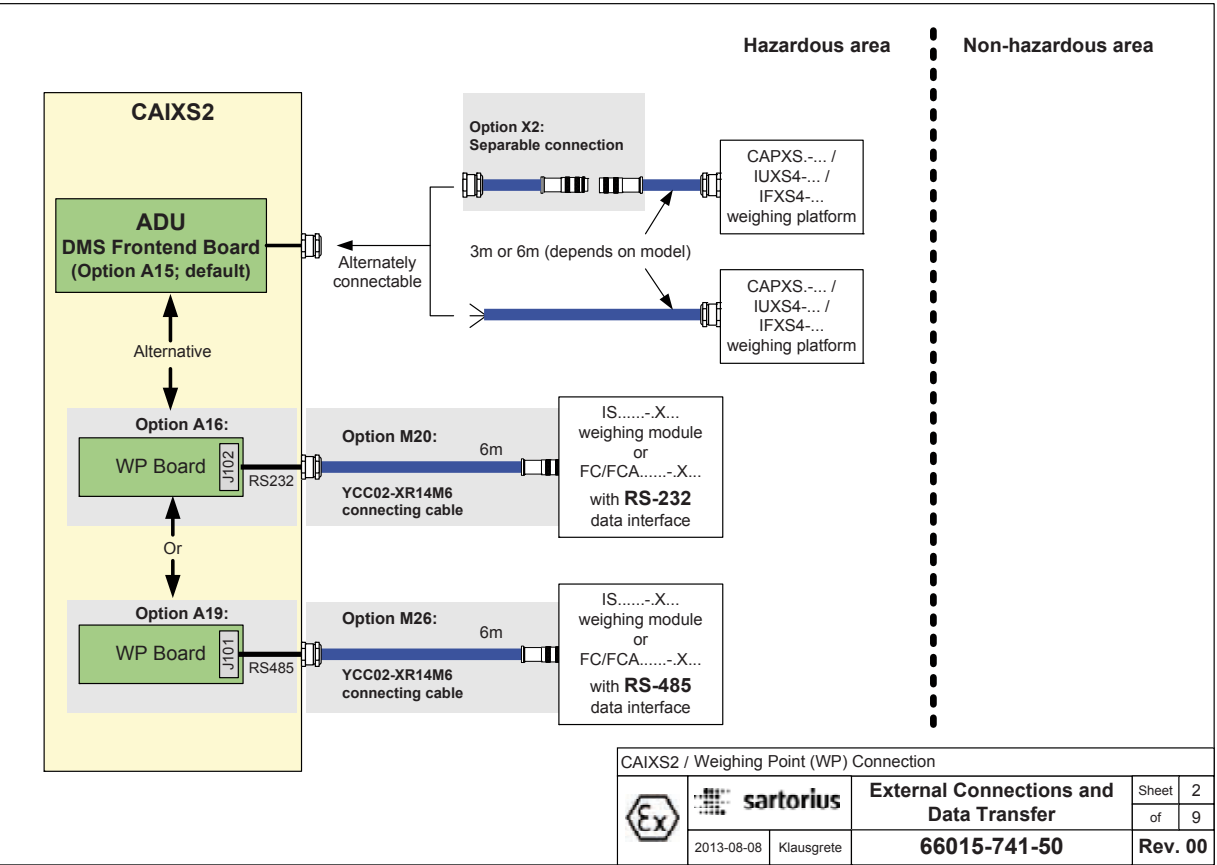 Hazardous area
Non-hazardous area
CAIXS2
ADU
DMS Frontend Board
(Option A15; default)
Alternately
connectable
Option X2:
Separable connection
3m or 6m (depends on model)
CAPXS.-... /
IUXS4-... /
IFXS4-...
weighing platform
CAPXS.-... /
IUXS4-... /
IFXS4-...
weighing platform
Alternative
Option A16:
WP Board
J102
RS232
Option M20:
6m
YCC02-XR14M6
connecting cable
IS......-.X...
weighing module
or
FC/FCA......-.X...
with RS-232
data interface
Or
Option A19:
WP Board
J101
RS485
Option M26:
6m
YCC02-XR14M6
connecting cable
IS......-.X...
weighing module
or
FC/FCA......-.X...
with RS-485
data interface
CAIXS2 / Weighing Point (WP) Connection
Ex
sartorius
External Connections and
Data Transfer
Sheet 2
of 9
2013-08-08
Klausgrete
66015-741-50
Rev. 00